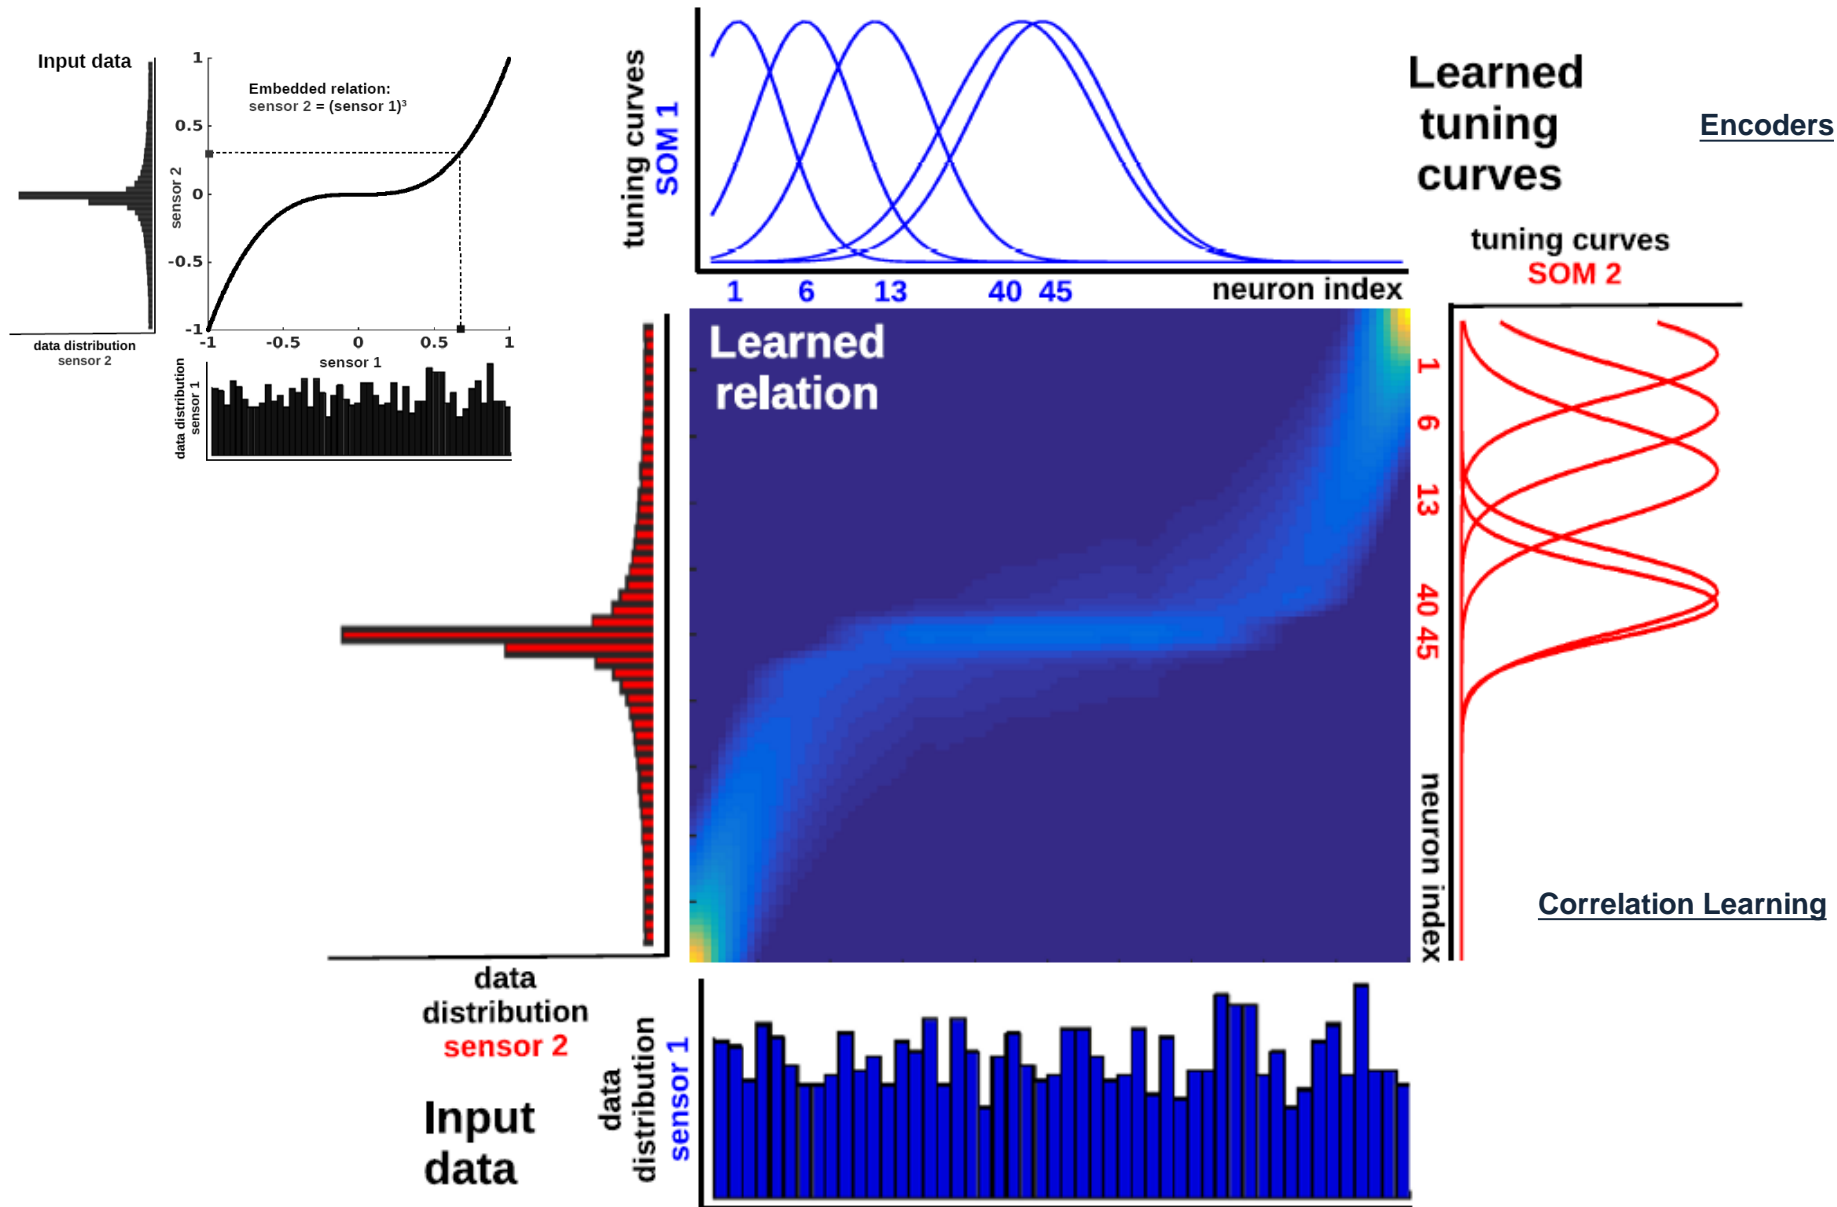 Input data
Embedded relation:
sensor 2 = (sensor 1)³
1
0.5
0
-0.5
-1
sensor 2
-1
-0.5
0
0.5
1
sensor 1
data distribution
sensor 2
data distribution
sensor 1
tuning curves
SOM 1
1
6
13
40
45
neuron index
Learned
tuning
curves
Encoders
tuning curves
SOM 2
1
6
13
40
45
neuron index
Learned
relation
Correlation Learning
data
distribution
sensor 2
Input
data
data
distribution
sensor 1